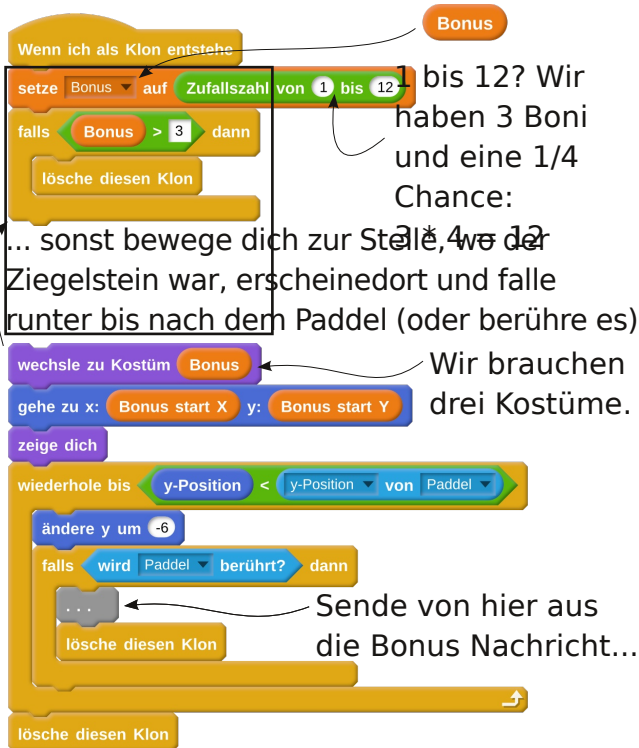 Bonus
Wenn ich als Klon entstehe
setze Bonus auf Zufallszahl von 1 bis 12
1 bis 12? Wir
haben 3 Boni
und eine 1/4
Chance:
3 * 4 = 12
falls Bonus > 3 dann
lösche diesen Klon
... sonst bewege dich zur Stelle, wo der
Ziegelstein war, erscheinedort und falle
runter bis nach dem Paddel (oder berühre es)
wechsle zu Kostüm Bonus
Wir brauchen
drei Kostüme.
gehe zu x: Bonus start X y: Bonus start Y
zeige dich
wiederhole bis y-Position < y-Position von Paddel
ändere y um -6
falls wird Paddel berührt? dann
...
Sende von hier aus
die Bonus Nachricht...
lösche diesen Klon
lösche diesen Klon